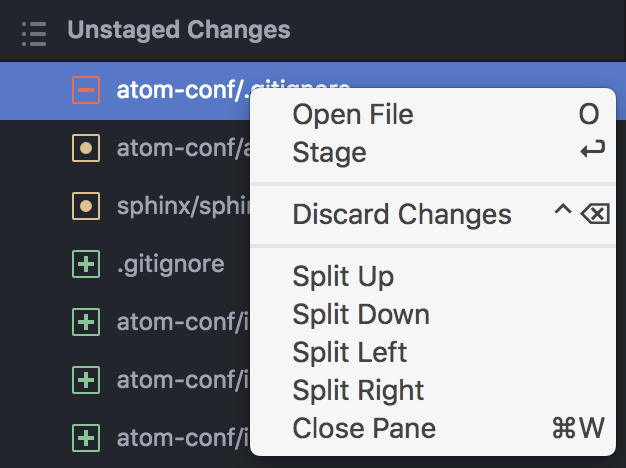 Unstaged Changes
atom-conf/.gitignore
Open File O
atom-conf/
Stage ↩
sphinx/
Discard Changes ^ ⌫
.gitignore
Split Up
atom-conf/
Split Down
Split Left
atom-conf/
Split Right
atom-conf/
Close Pane ⌘W